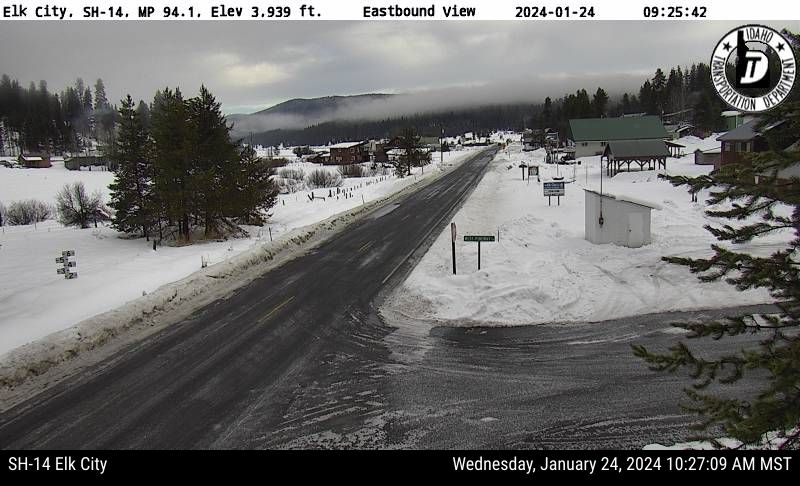 Elk City, SH-14, MP 94.1, Elev 3,939 ft. Eastbound View 2024-01-24 09:25:42
IDAHO
TRANSPORTATION DEPARTMENT
SH-14 Elk City Wednesday, January 24, 2024 10:27:09 AM MST